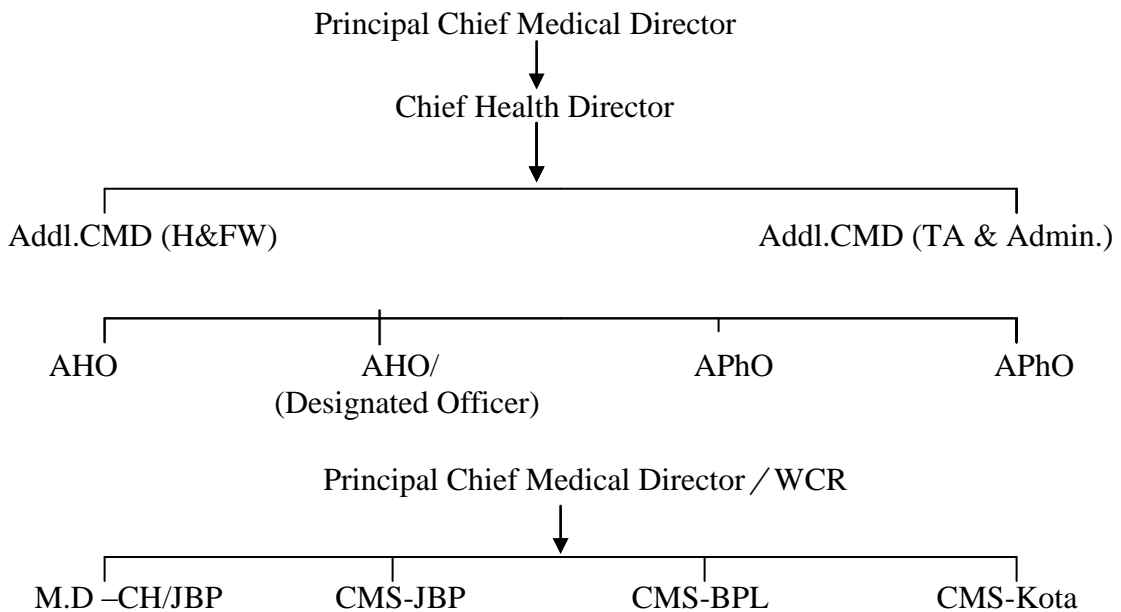 Principal Chief Medical Director
Chief Health Director
Addl.CMD (H&FW) Addl.CMD (TA & Admin.)
AHO AHO/ APhO APhO
(Designated Officer)
Principal Chief Medical Director / WCR
M.D –CH/JBP CMS-JBP CMS-BPL CMS-Kota